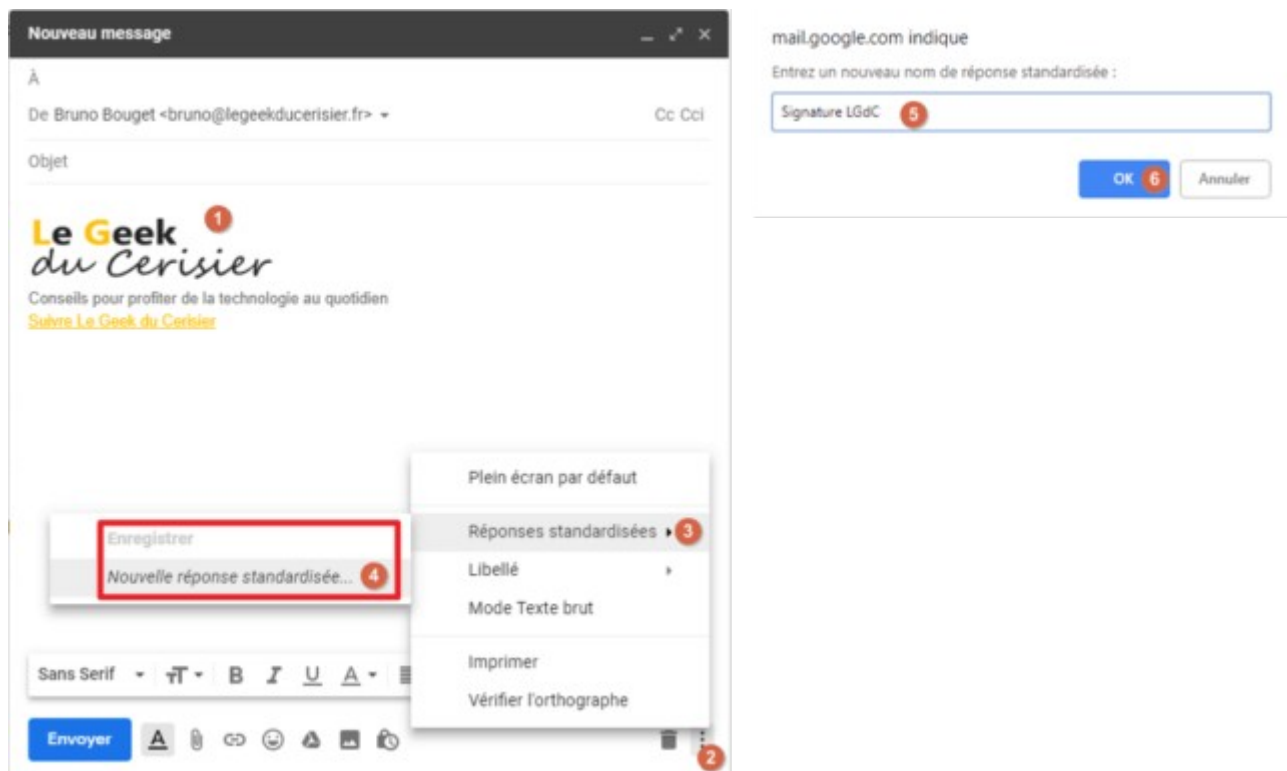 Nouveau message
À
De Bruno Bouget <bruno@legeekducerisier.fr>
Cc Cci
Objet
1
Le Geek
du Cerisier
Conseils pour profiter de la technologie au quotidien
Suivre Le Geek du Cerisier
Plein écran par défaut
Réponses standardisées 3
Enregistrer
Nouvelle réponse standardisée... 4
Libellé
Mode Texte brut
Imprimer
Vérifier l'orthographe
Sans Serif TT B I U A
Envoyer A
2
mail.google.com indique
Entrez un nouveau nom de réponse standardisée :
Signature LGdC 5
OK 6 Annuler